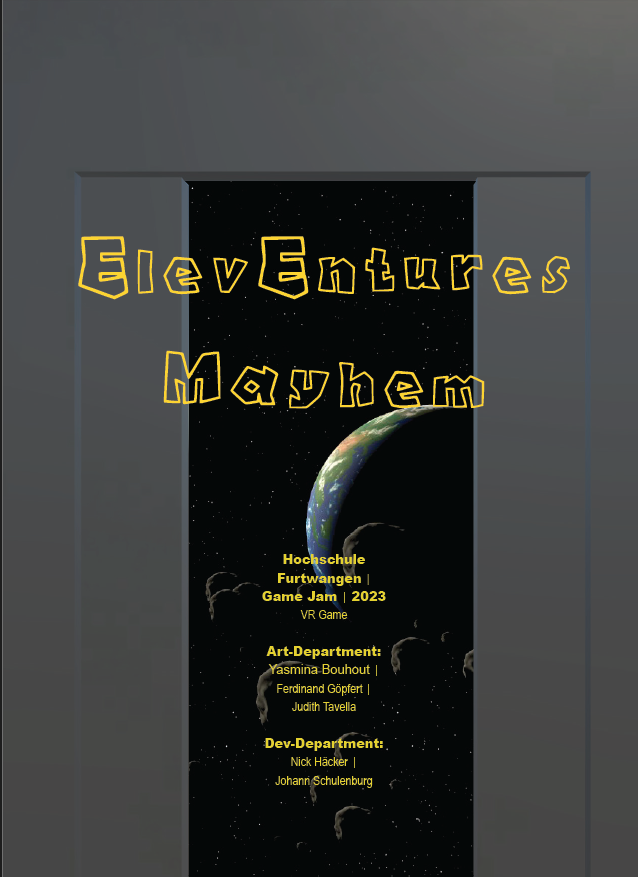 ElevEntures
Mayhem
Hochschule
Furtwangen |
Game Jam | 2023
VR Game
Art-Department:
Yasmina Bouhout |
Ferdinand Göpfert |
Judith Tavella
Dev-Department:
Nick Häcker |
Johann Schulenburg